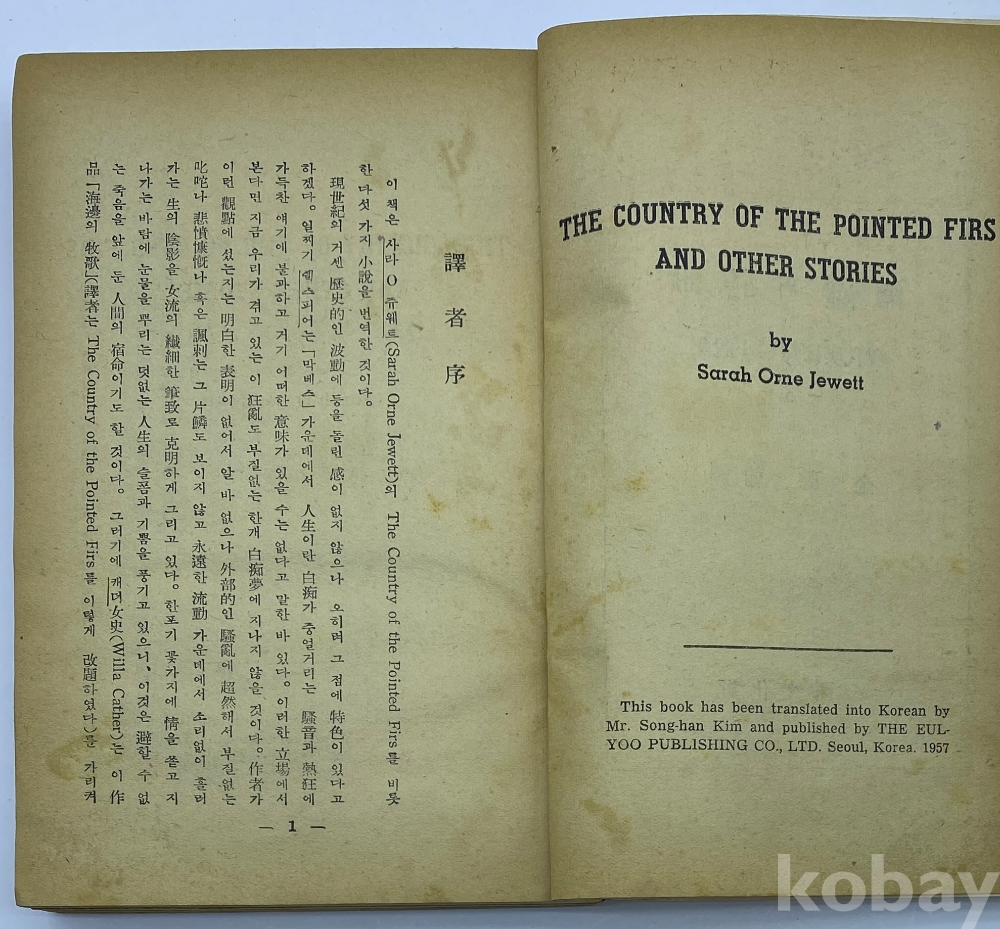 THE COUNTRY OF THE POINTED FIRS
AND OTHER STORIES
by
Sarah Orne Jewett
This book has been translated into Korean by
Mr. Song-han Kim and published by THE EUL-
YOO PUBLISHING CO., LTD. Seoul, Korea. 1957
譯者序
이 책은 사라 O 쥬웨트(Sarah Orne Jewett)의 The Country of the Pointed Firs를 비롯
한 다섯 가지 小說을 번역한 것이다。
現世紀의 거센 歷史的인 波動에 등을 돌린 感이 없지 않으나 오히려 그 점에 特色이 있다고
하겠다。일찌기 쉑스피어는「막베스」가운데에서 人生이란 白痴가 중얼거리는 騷音과 熱狂에
가득찬 얘기에 불과하고 거기 어떠한 意味가 있을 수는 없다고 말한 바 있다。이러한 立場에서
본다면 지금 우리가 겪고 있는 이 狂亂도 부질없는 한개 白痴夢에 지나지 않을 것이다。作者가
이런 觀點에 섰는지는 明白한 表明이 없어서 알 바 없으나 外部的인 騷亂에 超然해서 부질없는
叱咤나 悲憤慷慨나 혹은 諷刺는 그 片鱗도 보이지 않고 永遠한 流動 가운데에서 소리없이 흘러
가는 生의 陰影을 女流의 纖細한 筆致로 克明하게 그리고 있다。한포기 꽃가지에 情을 쏟고 지
나가는 바람에 눈물을 뿌리는 덧없는 人生의 슬픔과 기쁨을 풍기고 있으니、이것은 避할 수 없
는 죽음을 앞에 둔 人間의 宿命이기도 할 것이다。그러기에 캐더女史(Willa Cather)는 이 作
品「海邊의 牧歌」(譯者는 The Country of the Pointed Firs를 이렇게 改題하였다)를 가리켜
— 1 —
kobay